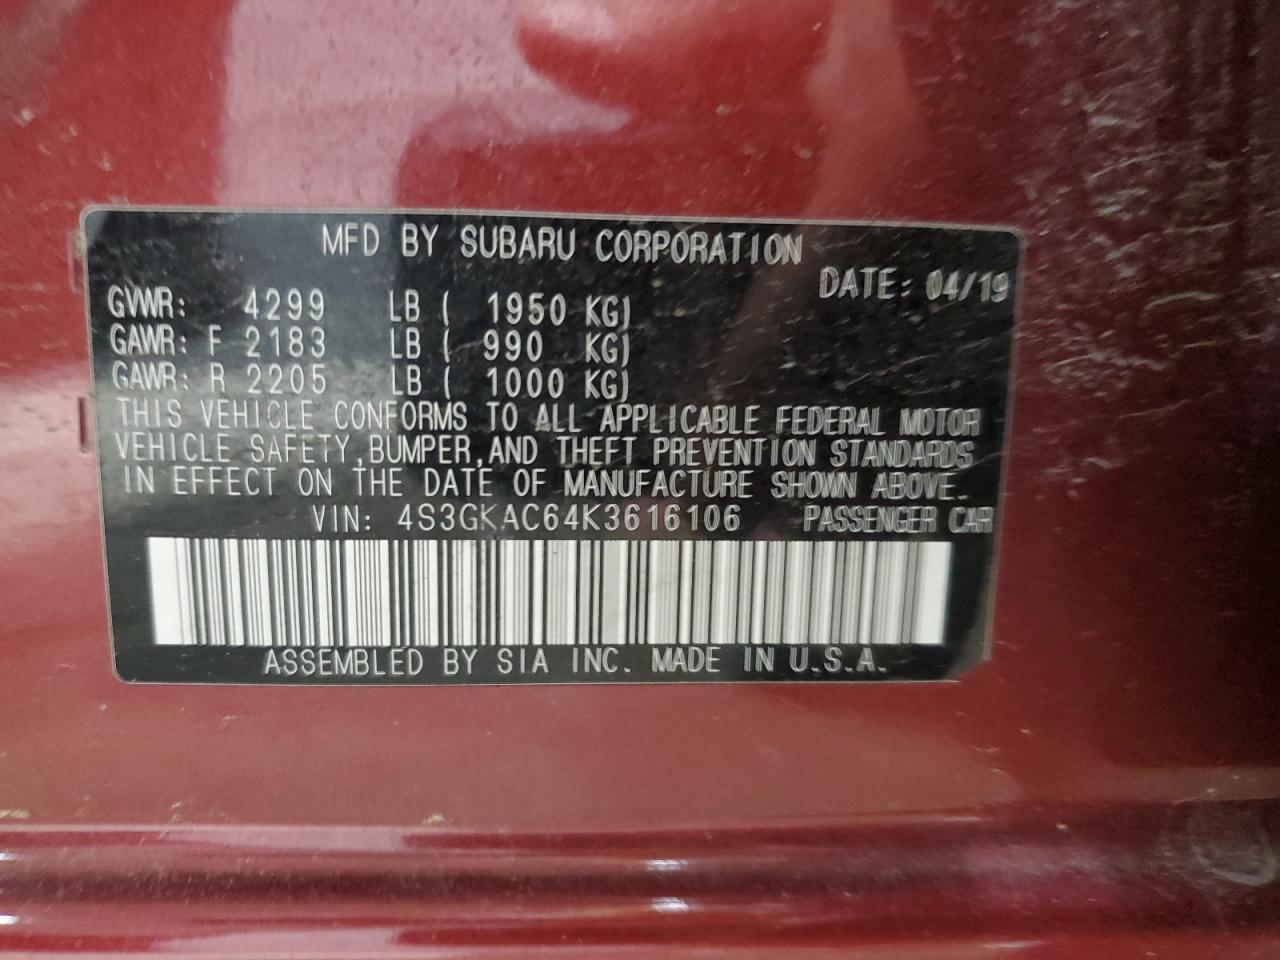 MFD BY SUBARU CORPORATION
DATE: 04/19
GVWR: 4299 LB ( 1950 KG)
GAWR: F 2183 LB ( 990 KG)
GAWR: R 2205 LB ( 1000 KG)
THIS VEHICLE CONFORMS TO ALL APPLICABLE FEDERAL MOTOR
VEHICLE SAFETY,BUMPER,AND THEFT PREVENTION STANDARDS
IN EFFECT ON THE DATE OF MANUFACTURE SHOWN ABOVE.
VIN: 4S3GKAC64K3616106 PASSENGER CAR
ASSEMBLED BY SIA INC. MADE IN U.S.A.